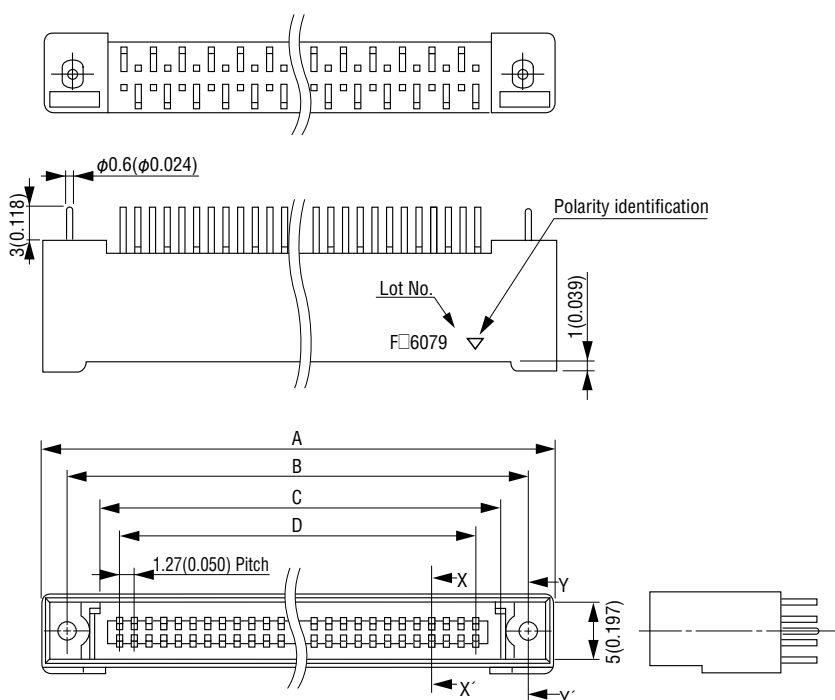 φ0.6(φ0.024)
3(0.118)
Polarity identification
Lot No.
1(0.039)
F□6079
A
B
C
D
1.27(0.050) Pitch
X
Y
5(0.197)
X´
Y´